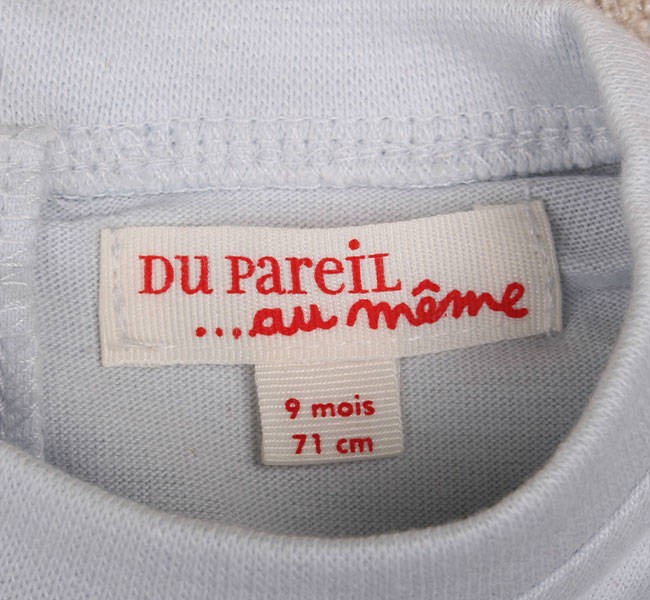 DU PareiL
...au même
9 mois
71 cm